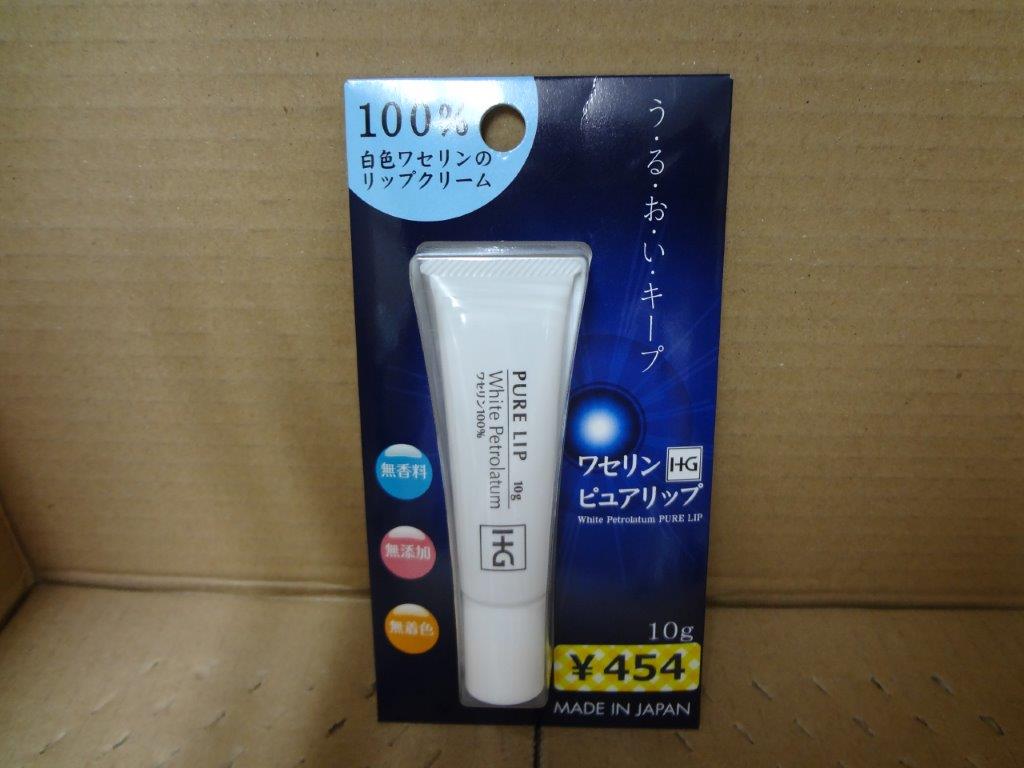 100%
白色ワセリンの
リップクリーム
う・る・お・い・キープ
PURE LIP 10g
White Petrolatum
ワセリン100%
HG
ワセリン HG
ピュアリップ
White Petrolatum PURE LIP
無香料
無添加
無着色
10g
¥454
MADE IN JAPAN